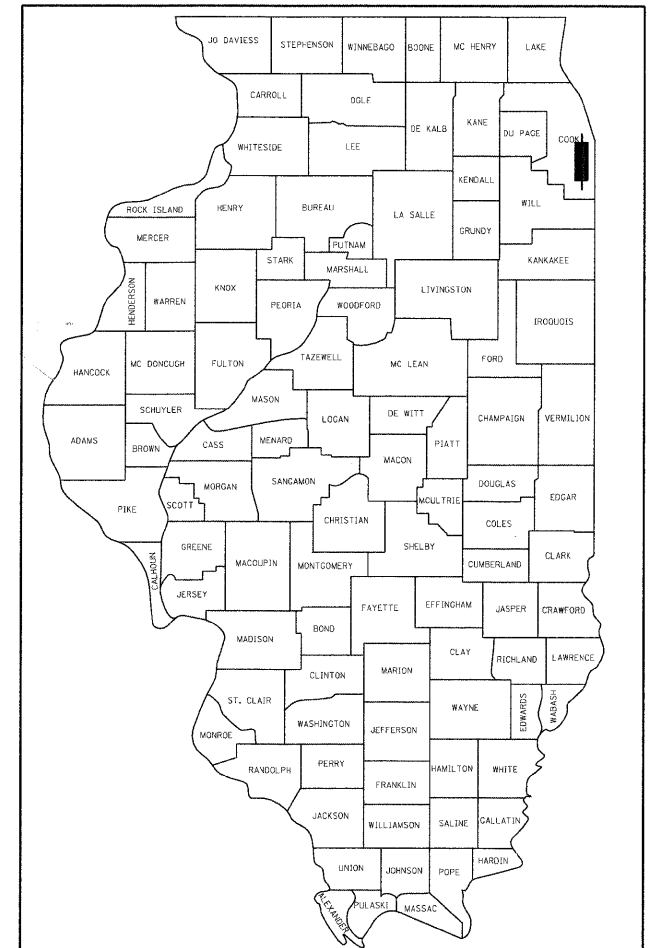 JO DAVIESS STEPHENSON WINNEBAGO BOONE MC HENRY LAKE
CARROLL OGLE DE KALB KANE DU PAGE COOK
WHITESIDE LEE
KENDALL WILL
ROCK ISLAND HENRY BUREAU LA SALLE GRUNDY
MERCER PUTNAM
STARK MARSHALL KANKAKEE
HENDERSON WARREN KNOX PEORIA WOODFORD LIVINGSTON IROQUOIS
HANCOCK MC DONOUGH FULTON TAZEWELL MC LEAN FORD
SCHUYLER MASON
ADAMS BROWN CASS MENARD LOGAN DE WITT PIATT CHAMPAIGN VERMILION
MACON
PIKE SCOTT MORGAN SANGAMON MOULTRIE DOUGLAS EDGAR
CHRISTIAN COLES
CALHOUN GREENE MACOUPIN MONTGOMERY SHELBY CUMBERLAND CLARK
JERSEY
FAYETTE EFFINGHAM JASPER CRAWFORD
MADISON BOND
CLAY RICHLAND LAWRENCE
CLINTON MARION
ST. CLAIR WAYNE EDWARDS WABASH
WASHINGTON
MONROE JEFFERSON
RANDOLPH PERRY HAMILTON WHITE
FRANKLIN
JACKSON WILLIAMSON SALINE GALLATIN
UNION JOHNSON POPE HARDIN
ALEXANDER PULASKI MASSAC